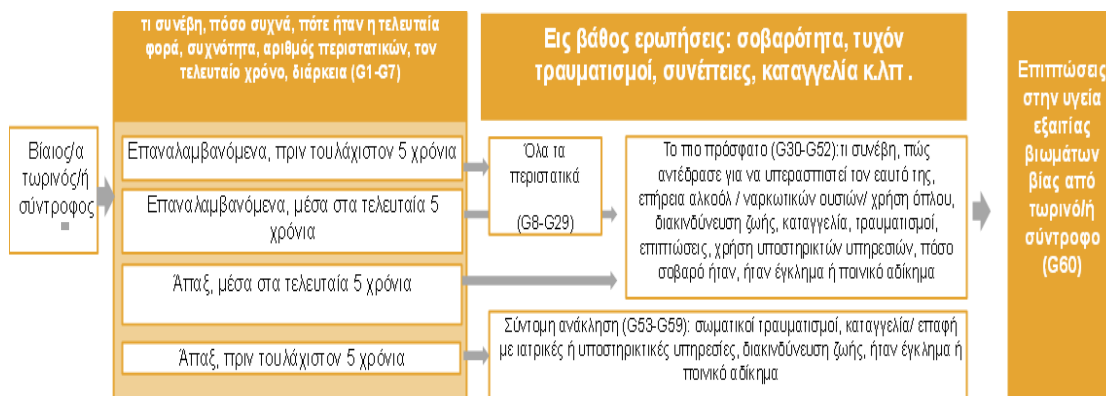 τι συνέβη, πόσο συχνά, πότε ήταν η τελευταία
φορά, συχνότητα, αριθμός περιστατικών, τον
τελευταίο χρόνο, διάρκεια (G1-G7)
Εις βάθος ερωτήσεις: σοβαρότητα, τυχόν
τραυματισμοί, συνέπειες, καταγγελία κ.λπ .
Βίαιος/α
τωρινός/ή
σύντροφος
Επαναλαμβανόμενα, πριν τουλάχιστον 5 χρόνια
Επαναλαμβανόμενα, μέσα στα τελευταία 5
χρόνια
Άπαξ, μέσα στα τελευταία 5 χρόνια
Άπαξ, πριν τουλάχιστον 5 χρόνια
Όλα τα
περιστατικά
(G8-G29)
Το πιο πρόσφατο (G30-G52):τι συνέβη, πώς
αντέδρασε για να υπερασπιστεί τον εαυτό της,
επήρεια αλκοόλ / ναρκωτικών ουσιών/ χρήση όπλου,
διακινδύνευση ζωής, καταγγελία, τραυματισμοί,
επιπτώσεις, χρήση υποστηρικτών υπηρεσιών, πόσο
σοβαρό ήταν, ήταν έγκλημα ή ποινικό αδίκημα
Σύντομη ανάκληση (G53-G59): σωματικοί τραυματισμοί, καταγγελία/ επαφή
με ιατρικές ή υποστηρικτικές υπηρεσίες, διακινδύνευση ζωής, ήταν έγκλημα ή
ποινικό αδίκημα
Επιπτώσεις
στην υγεία
εξαιτίας
βιωμάτων
βίας από
τωρινό/ή
σύντροφο
(G60)